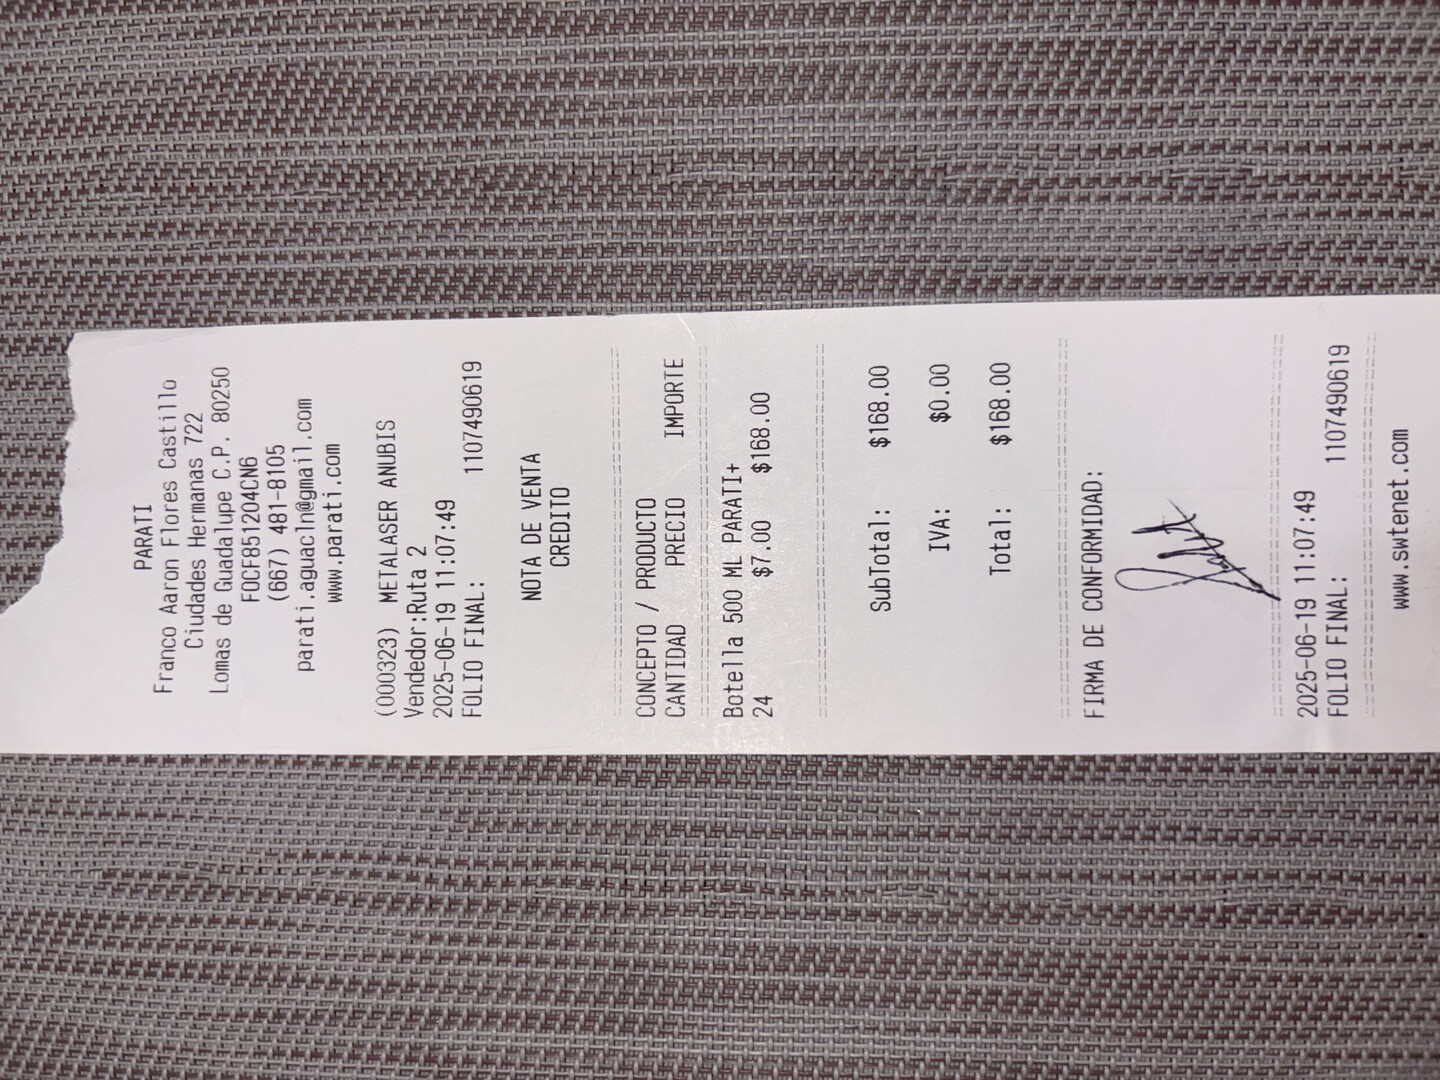 PARATI
Franco Aaron Flores Castillo
Ciudades Hermanas 722
Lomas de Guadalupe C.P. 80250
FOCF851204CN6
(667) 481-8105
parati.aguacln@gmail.com
www.parati.com
(000323) METALASER ANUBIS
Vendedor:Ruta 2
2025-06-19 11:07:49
FOLIO FINAL: 1107490619
NOTA DE VENTA
CREDITO
CONCEPTO / PRODUCTO
CANTIDAD PRECIO IMPORTE
Botella 500 ML PARATI+
24 $7.00 $168.00
SubTotal: $168.00
IVA: $0.00
Total: $168.00
FIRMA DE CONFORMIDAD:
2025-06-19 11:07:49
FOLIO FINAL: 1107490619
www.swtenet.com